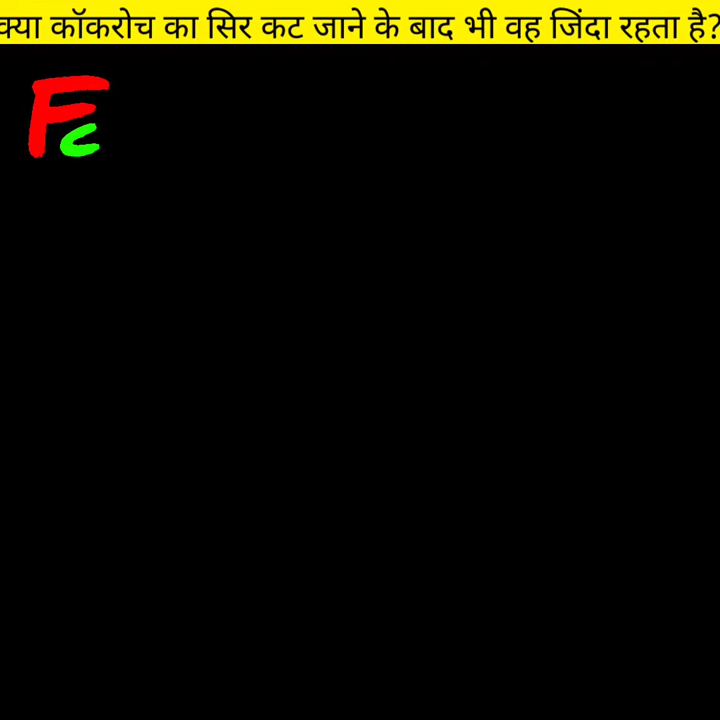 क्या कॉकरोच का सिर कट जाने के बाद भी वह जिंदा रहता है?
Fc